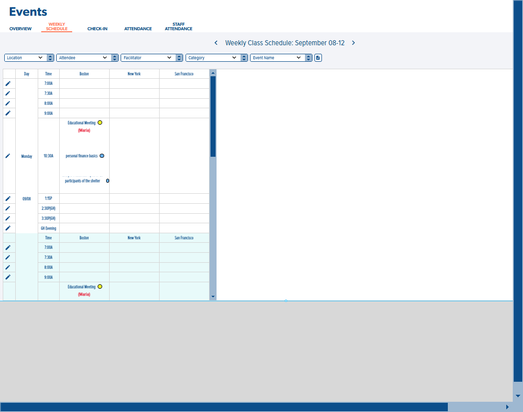 Events
OVERVIEW
WEEKLY
SCHEDULE
CHECK-IN
ATTENDANCE
STAFF
ATTENDANCE
Weekly Class Schedule: September 08-12
Location
Attendee
Facilitator
Category
Event Name
Day Time Boston New York San Francisco
7:00A
7:30A
8:00A
9:00A
Educational Meeting
(Maria)
Monday 10:30A personal finance basics
participants of the shelter
09/08 1:15P
2:30P(GR)
3:30P(GR)
GR Evening
Time Boston New York San Francisco
7:00A
7:30A
8:00A
9:00A
Educational Meeting
(Maria)